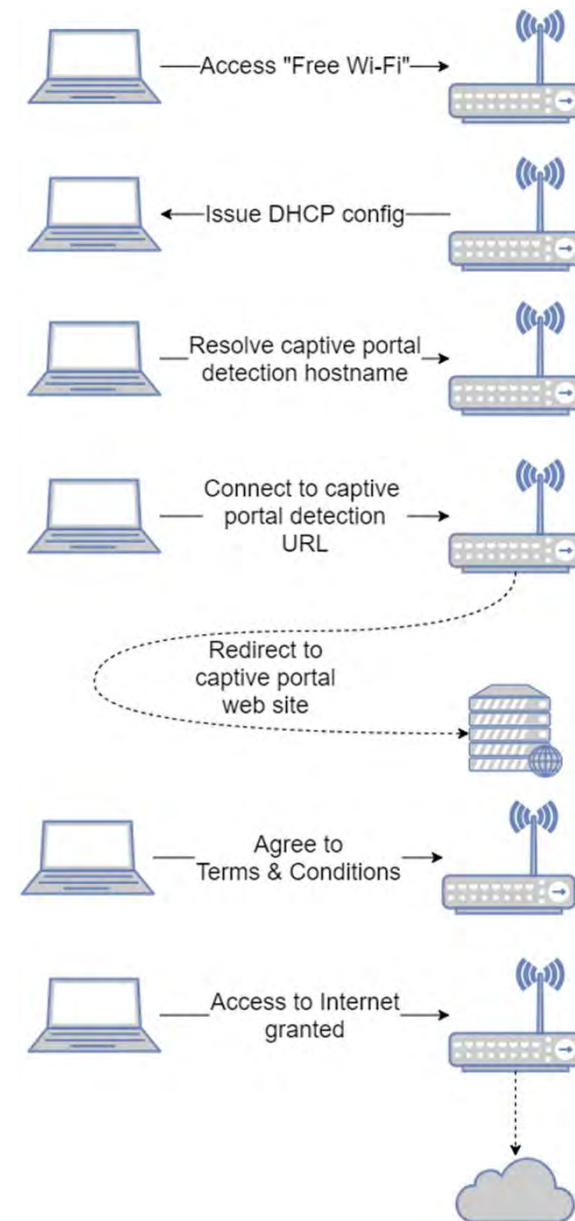 Access "Free Wi-Fi"
Issue DHCP config
Resolve captive portal
detection hostname
Connect to captive
portal detection
URL
Redirect to
captive portal
web site
Agree to
Terms & Conditions
Access to Internet
granted